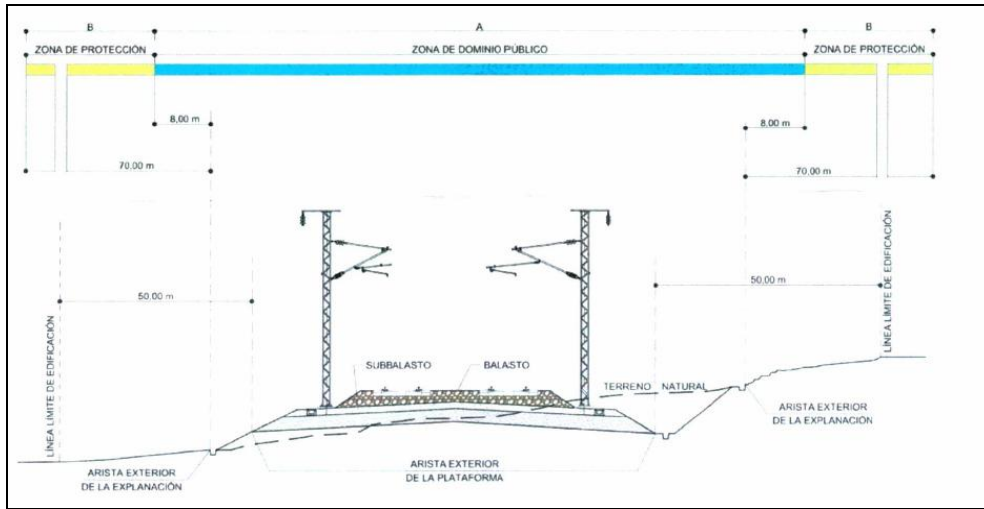 B A B
ZONA DE PROTECCIÓN ZONA DE DOMINIO PÚBLICO ZONA DE PROTECCIÓN
8,00 m 8,00 m
70,00 m 70,00 m
50,00 m 50,00 m
LÍNEA LÍMITE DE EDIFICACIÓN
LÍNEA LÍMITE DE EDIFICACIÓN
SUBBALASTO BALASTO
TERRENO NATURAL
ARISTA EXTERIOR
DE LA EXPLANACIÓN
ARISTA EXTERIOR
DE LA PLATAFORMA
ARISTA EXTERIOR
DE LA EXPLANACIÓN